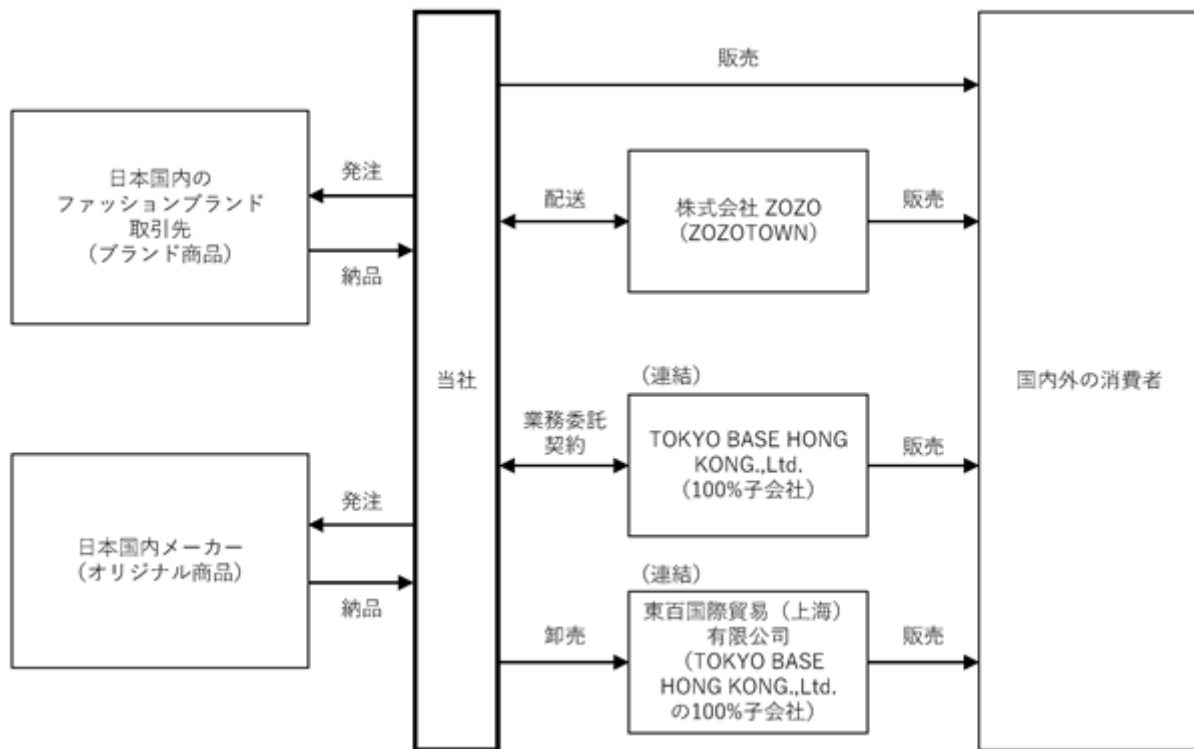 販売
日本国内の
ファッションブランド
取引先
（ブランド商品）
発注
納品
配送
株式会社 ZOZO
（ZOZOTOWN）
販売
当社
国内外の消費者
（連結）
業務委託
契約
TOKYO BASE HONG
KONG.,Ltd.
（100%子会社）
販売
日本国内メーカー
（オリジナル商品）
発注
納品
（連結）
卸売
東百国際貿易（上海）
有限公司
（TOKYO BASE
HONG KONG.,Ltd.
の100%子会社）
販売